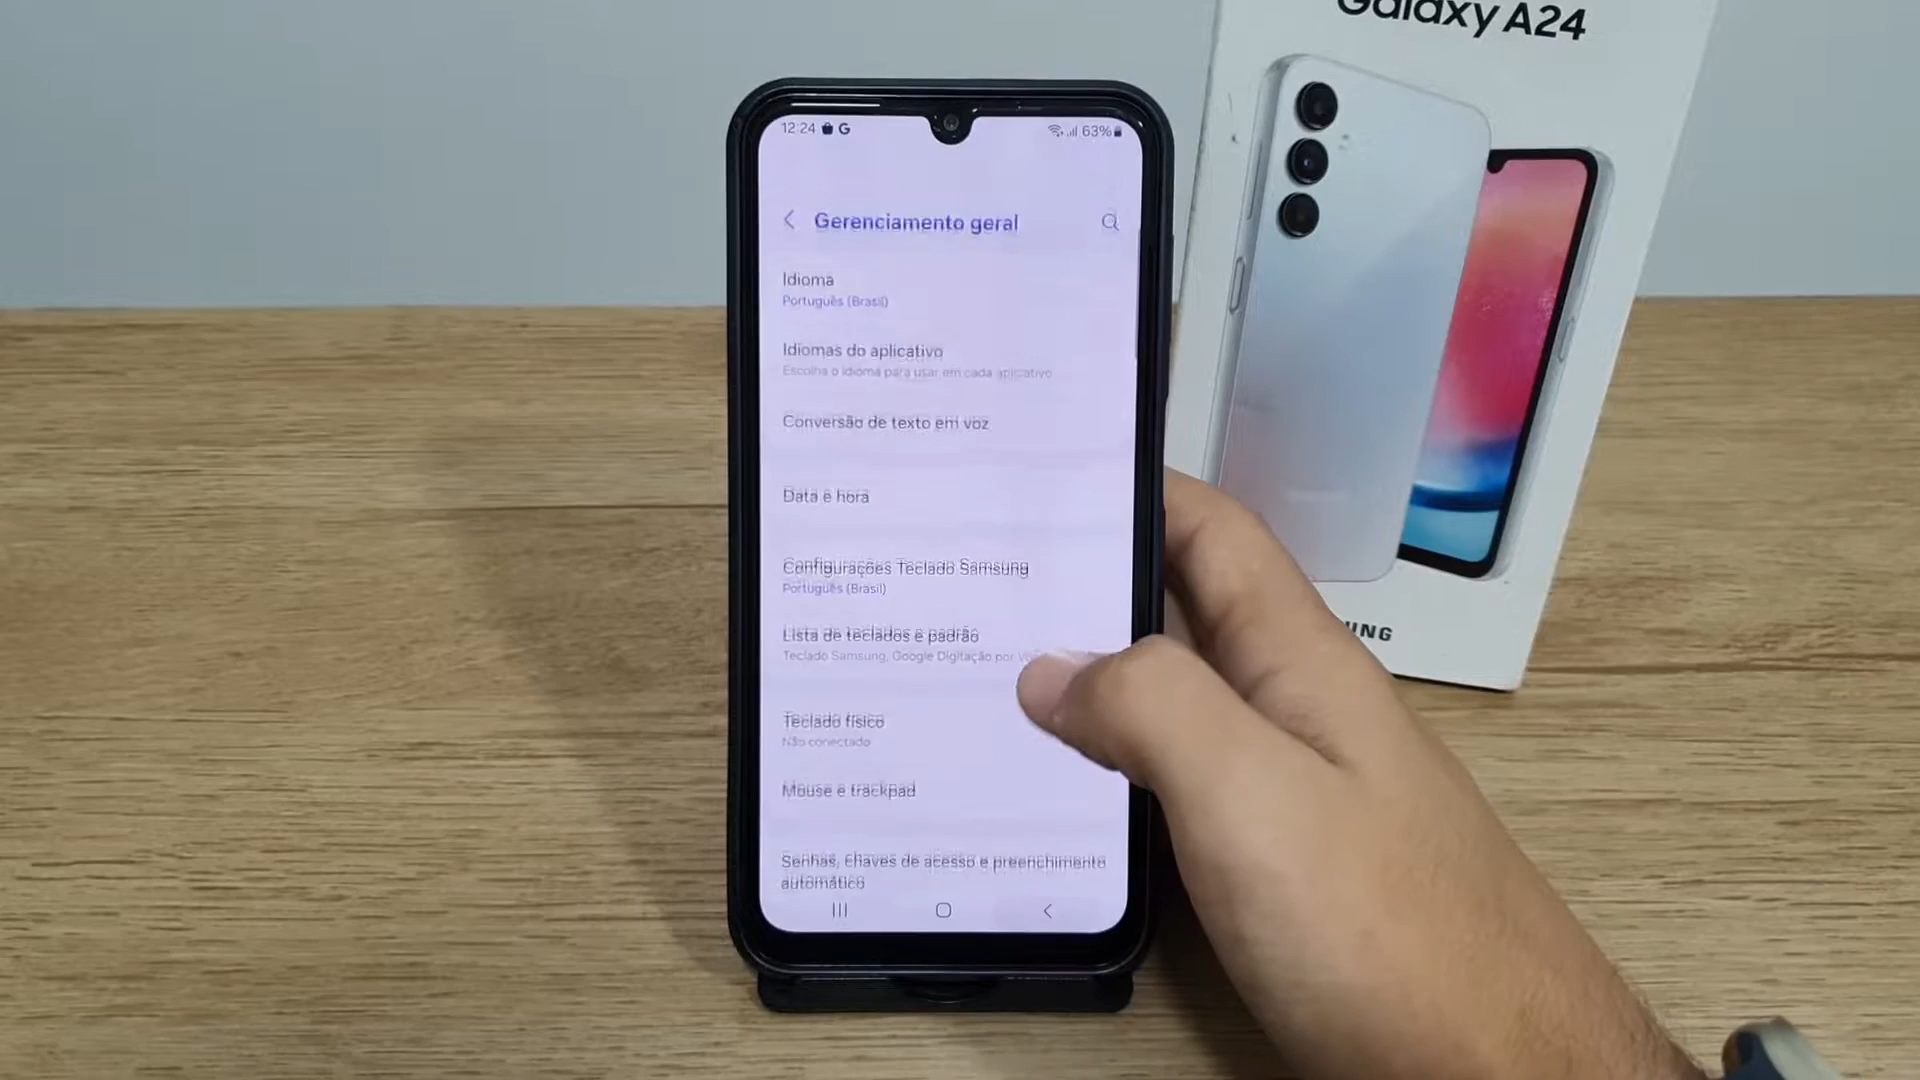 Galaxy A24
12:24
63%
Gerenciamento geral
Idioma
Português (Brasil)
Idiomas do aplicativo
Escolha o idioma para usar em cada aplicativo
Conversão de texto em voz
Data e hora
Configurações Teclado Samsung
Português (Brasil)
Lista de teclados e padrão
Teclado Samsung, Google Digitação por
Teclado físico
Não conectado
Mouse e trackpad
Senhas, chaves de acesso e preenchimento
automático